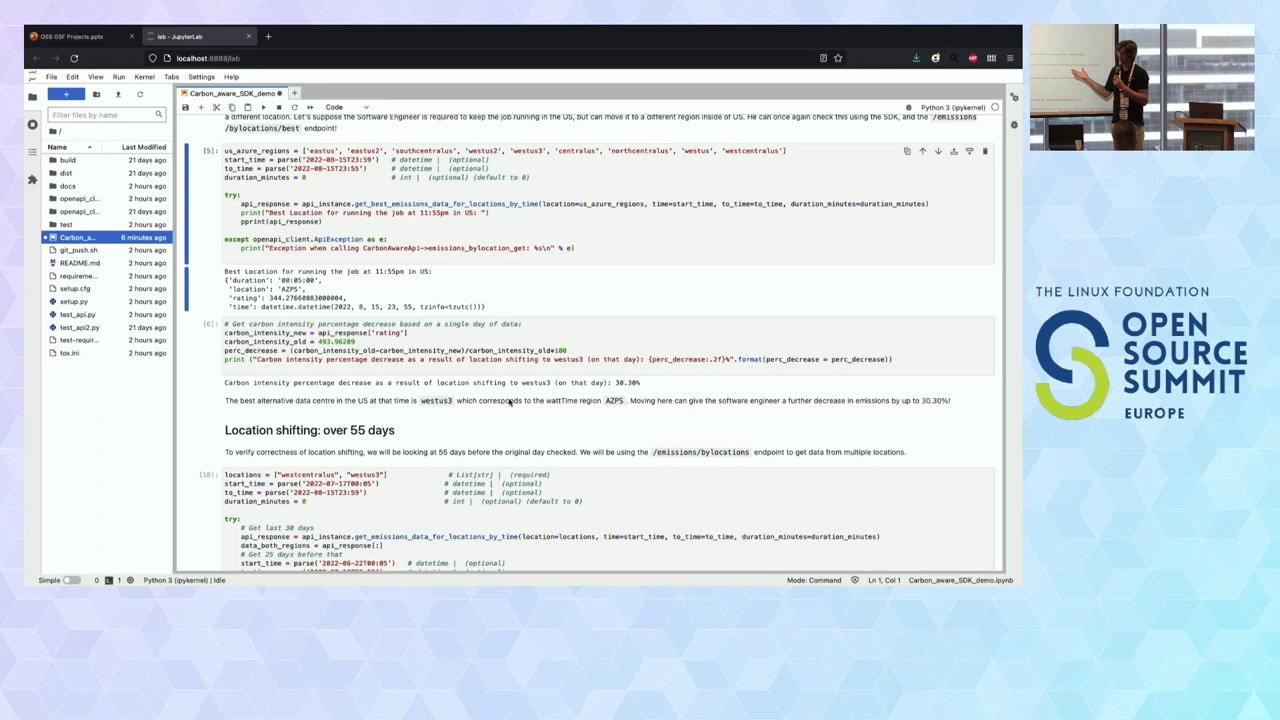 OSS GSF Projects.pptx
lab - JupyterLab
localhost:8888/lab
File Edit View Run Kernel Tabs Settings Help
Carbon_aware_SDK_demo
Code
Python 3 (ipykernel)
Filter files by name
/
Name Last Modified
build 21 days ago
dist 21 days ago
docs 2 hours ago
openapi_cl... 2 hours ago
openapi_cl... 21 days ago
test 2 hours ago
Carbon_a... 6 minutes ago
git_push.sh 2 hours ago
README.md 2 hours ago
requireme... 2 hours ago
setup.cfg 2 hours ago
setup.py 2 hours ago
test_api.py 2 hours ago
test_api2.py 21 days ago
test-requir... 2 hours ago
tox.ini 2 hours ago
a different location. Let's suppose the Software Engineer is required to keep the job running in the US, but can move it to a different region inside of US. He can once again check this using the SDK, and the /emissions
/bylocations/best endpoint!
[5]: us_azure_regions = ['eastus', 'eastus2', 'southcentralus', 'westus2', 'westus3', 'centralus', 'northcentralus', 'westus', 'westcentralus']
start_time = parse('2022-08-15T23:59') # datetime | (optional)
to_time = parse('2022-08-15T23:55') # datetime | (optional)
duration_minutes = 0 # int | (optional) (default to 0)
try:
api_response = api_instance.get_best_emissions_data_for_locations_by_time(location=us_azure_regions, time=start_time, to_time=to_time, duration_minutes=duration_minutes)
print("Best Location for running the job at 11:55pm in US: ")
pprint(api_response)
except openapi_client.ApiException as e:
print("Exception when calling CarbonAwareApi->emissions_bylocation_get: %s\n" % e)
Best Location for running the job at 11:55pm in US:
{'duration': '00:05:00',
'location': 'AZPS',
'rating': 344.27660883000004,
'time': datetime.datetime(2022, 8, 15, 23, 55, tzinfo=tzutc())}
[6]: # Get carbon intensity percentage decrease based on a single day of data:
carbon_intensity_new = api_response['rating']
carbon_intensity_old = 493.96209
perc_decrease = (carbon_intensity_old-carbon_intensity_new)/carbon_intensity_old*100
print ("Carbon intensity percentage decrease as a result of location shifting to westus3 (on that day): {perc_decrease:.2f}%".format(perc_decrease = perc_decrease))
Carbon intensity percentage decrease as a result of location shifting to westus3 (on that day): 30.30%
The best alternative data centre in the US at that time is westus3 which corresponds to the wattTime region AZPS. Moving here can give the software engineer a further decrease in emissions by up to 30.30%!
Location shifting: over 55 days
To verify correctness of location shifting, we will be looking at 55 days before the original day checked. We will be using the /emissions/bylocations endpoint to get data from multiple locations.
[18]: locations = ["westcentralus", "westus3"] # List[str] | (required)
start_time = parse('2022-07-17T00:05') # datetime | (optional)
to_time = parse('2022-08-15T23:59') # datetime | (optional)
duration_minutes = 0 # int | (optional) (default to 0)
try:
# Get last 30 days
api_response = api_instance.get_emissions_data_for_locations_by_time(location=locations, time=start_time, to_time=to_time, duration_minutes=duration_minutes)
data_both_regions = api_response[:]
# Get 25 days before that
start_time = parse('2022-06-22T00:05') # datetime | (optional)
Simple 0 1 Python 3 (ipykernel) | Idle
Mode: Command Ln 1, Col 1 Carbon_aware_SDK_demo.ipynb
THE LINUX FOUNDATION
OPEN
SOURCE
SUMMIT
EUROPE